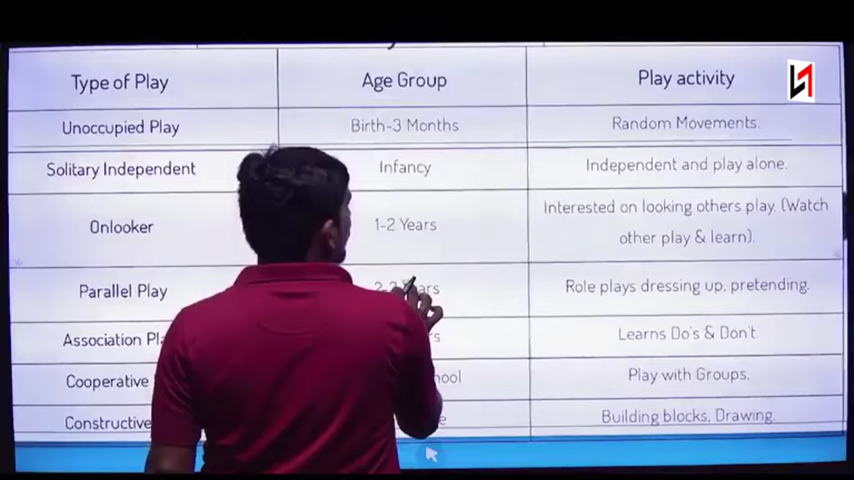 Type of Play
Age Group
Play activity
Unoccupied Play
Birth-3 Months
Random Movements.
Solitary Independent
Infancy
Independent and play alone.
Onlooker
1-2 Years
Interested on looking others play. (Watch
other play & learn).
Parallel Play
Role plays dressing up, pretending.
Association
Learns Do's & Don't
Cooperative
Play with Groups.
Constructive
Building blocks, Drawing.